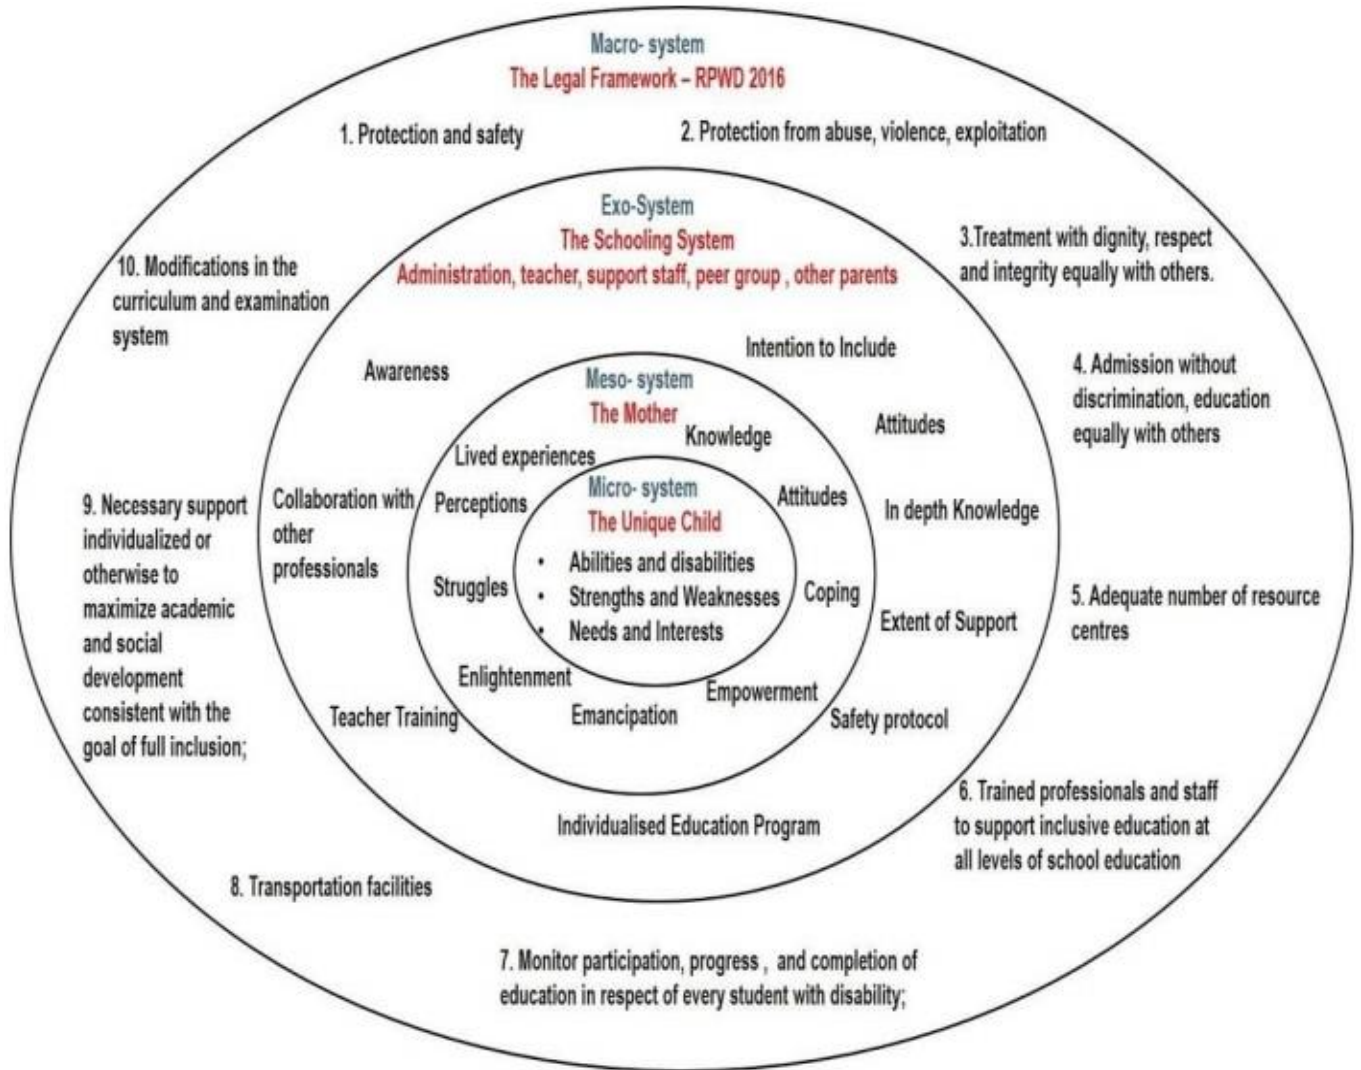 Macro- system
The Legal Framework – RPWD 2016
1. Protection and safety
2. Protection from abuse, violence, exploitation
3.Treatment with dignity, respect
and integrity equally with others.
4. Admission without
discrimination, education
equally with others
5. Adequate number of resource
centres
6. Trained professionals and staff
to support inclusive education at
all levels of school education
7. Monitor participation, progress , and completion of
education in respect of every student with disability;
8. Transportation facilities
9. Necessary support
individualized or
otherwise to
maximize academic
and social
development
consistent with the
goal of full inclusion;
10. Modifications in the
curriculum and examination
system
Exo-System
The Schooling System
Administration, teacher, support staff, peer group , other parents
Awareness
Intention to Include
Attitudes
In depth Knowledge
Extent of Support
Safety protocol
Individualised Education Program
Teacher Training
Collaboration with
other
professionals
Meso- system
The Mother
Lived experiences
Knowledge
Perceptions
Attitudes
Struggles
Coping
Enlightenment
Emancipation
Empowerment
Micro- system
The Unique Child
• Abilities and disabilities
• Strengths and Weaknesses
• Needs and Interests